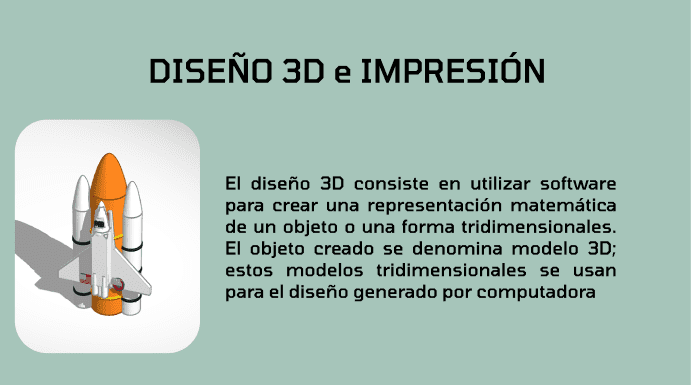 DISEÑO 3D e IMPRESIÓN
El diseño 3D consiste en utilizar software
para crear una representación matemática
de un objeto o una forma tridimensionales.
El objeto creado se denomina modelo 3D;
estos modelos tridimensionales se usan
para el diseño generado por computadora